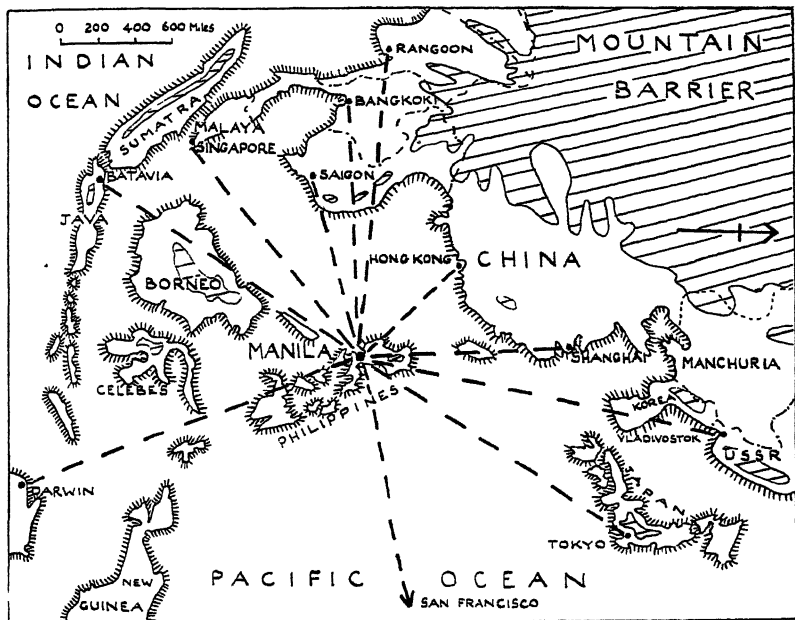 0 200 400 600 Miles
INDIAN
OCEAN
RANGOON
MOUNTAIN
BARRIER
BANGKOK
SUMATRA
MALAYA
SINGAPORE
SAIGON
BATAVIA
JAVA
HONG KONG
CHINA
BORNEO
MANILA
SHANGHAI
MANCHURIA
CELEBES
PHILIPPINES
KOREA
VLADIVOSTOK
USSR
DARWIN
JAPAN
TOKYO
NEW
GUINEA
PACIFIC OCEAN
SAN FRANCISCO